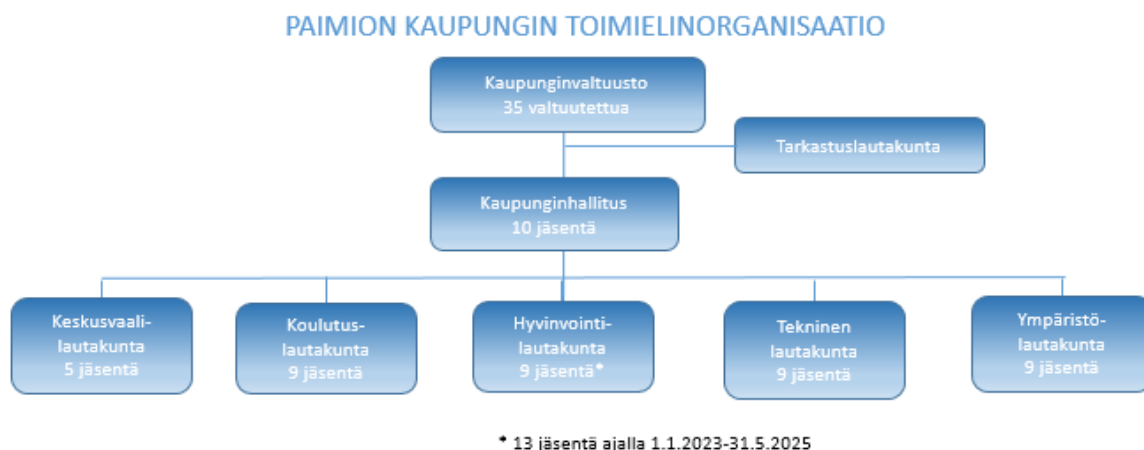 PAIMION KAUPUNGIN TOIMIELINORGANISAATIO
Kaupunginvaltuusto
35 valtuutettua
Tarkastuslautakunta
Kaupunginhallitus
10 jäsentä
Keskusvaali-
lautakunta
5 jäsentä
Koulutus-
lautakunta
9 jäsentä
Hyvinvointi-
lautakunta
9 jäsentä*
Tekninen
lautakunta
9 jäsentä
Ympäristö-
lautakunta
9 jäsentä
* 13 jäsentä ajalla 1.1.2023-31.5.2025